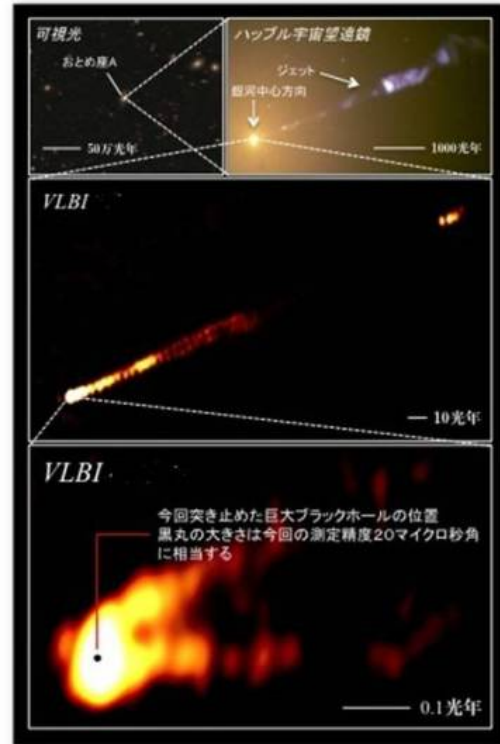 可視光
おとめ座A
50万光年
ハッブル宇宙望遠鏡
ジェット
銀河中心方向
1000光年
VLBI
10光年
VLBI
今回突き止めた巨大ブラックホールの位置
黒丸の大きさは今回の測定精度20マイクロ秒角
に相当する
0.1光年